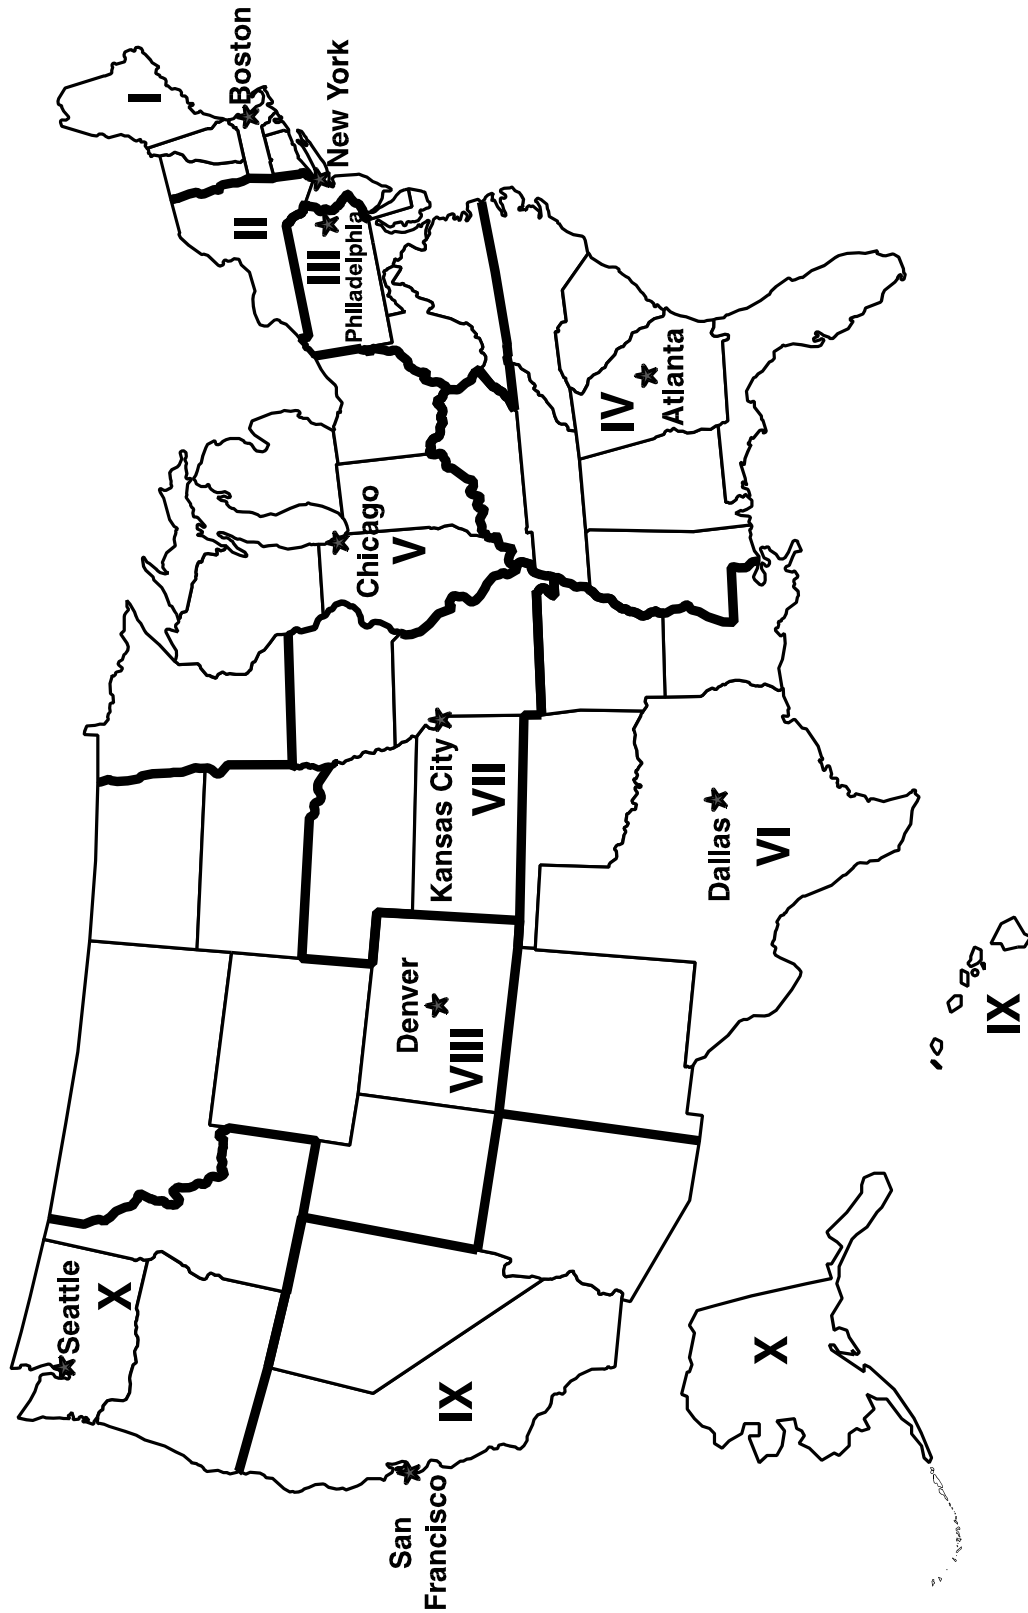 I
Boston
New York
II
III
Philadelphia
IV
Atlanta
Chicago
V
Kansas City
VII
Dallas
VI
Denver
VIII
Seattle
X
IX
San
Francisco
X
IX